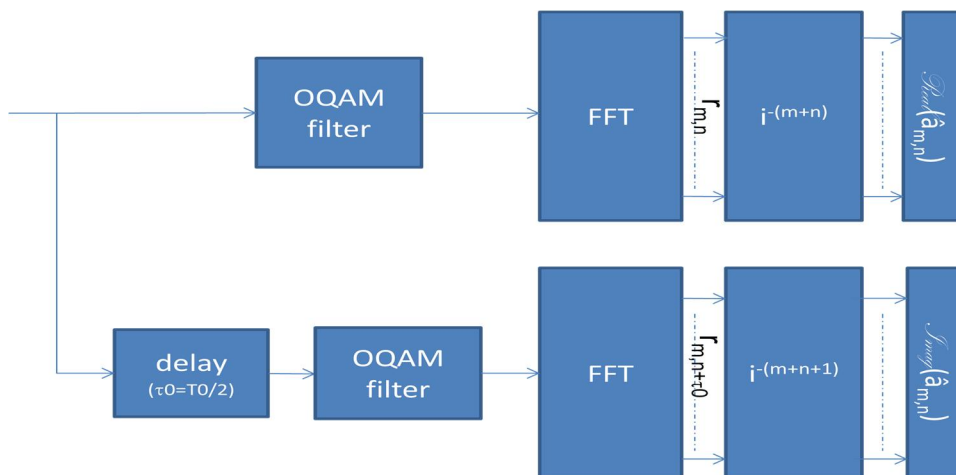 OQAM
filter
FFT
r_{m,n}
i^{-(m+n)}
Real(â_{m,n})
delay
(τ0=T0/2)
OQAM
filter
FFT
r_{m,n+τ0}
i^{-(m+n+1)}
Imag(â_{m,n})